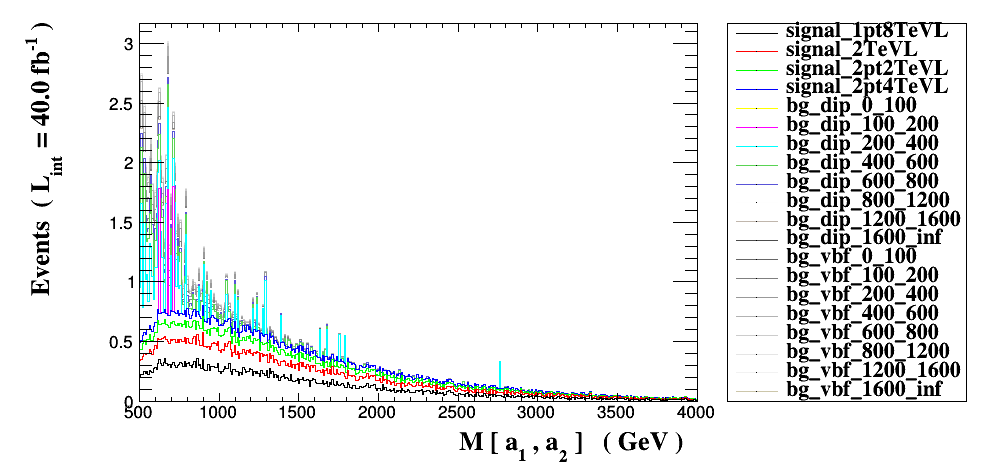 Events ( L_int = 40.0 fb^-1 )
3
2.5
2
1.5
1
0.5
0
500 1000 1500 2000 2500 3000 3500 4000
M [ a_1 , a_2 ] ( GeV )
signal_1pt8TeVL
signal_2TeVL
signal_2pt2TeVL
signal_2pt4TeVL
bg_dip_0_100
bg_dip_100_200
bg_dip_200_400
bg_dip_400_600
bg_dip_600_800
bg_dip_800_1200
bg_dip_1200_1600
bg_dip_1600_inf
bg_vbf_0_100
bg_vbf_100_200
bg_vbf_200_400
bg_vbf_400_600
bg_vbf_600_800
bg_vbf_800_1200
bg_vbf_1200_1600
bg_vbf_1600_inf